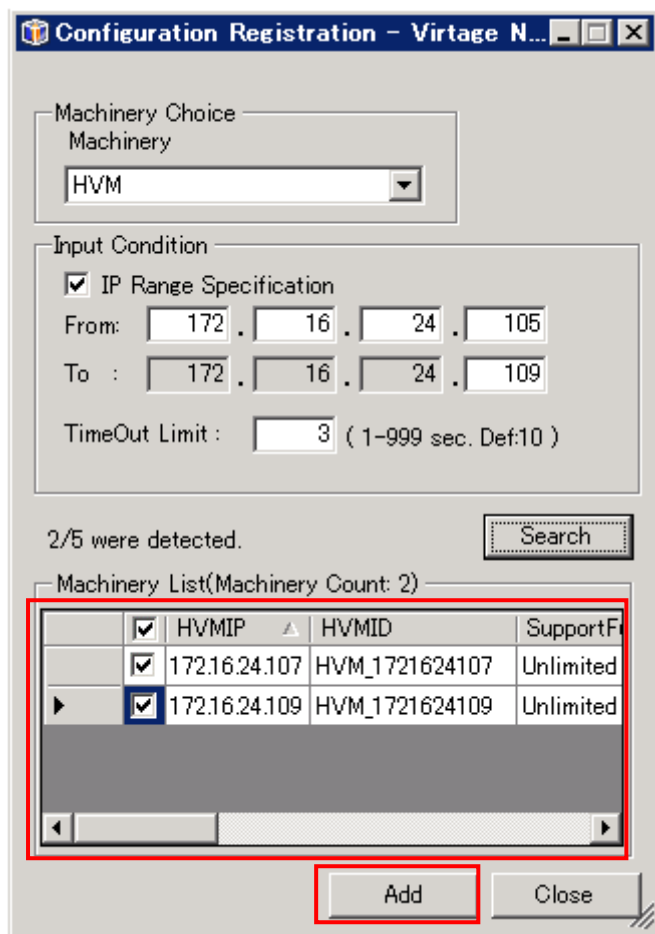 Configuration Registration - Virtage N...
Machinery Choice
Machinery
HVM
Input Condition
IP Range Specification
From: 172 . 16 . 24 . 105
To : 172 . 16 . 24 . 109
TimeOut Limit : 3 ( 1-999 sec. Def:10 )
2/5 were detected. Search
Machinery List(Machinery Count: 2)
HVMIP HVMID SupportFu
172.16.24.107 HVM_1721624107 Unlimited
172.16.24.109 HVM_1721624109 Unlimited
Add Close